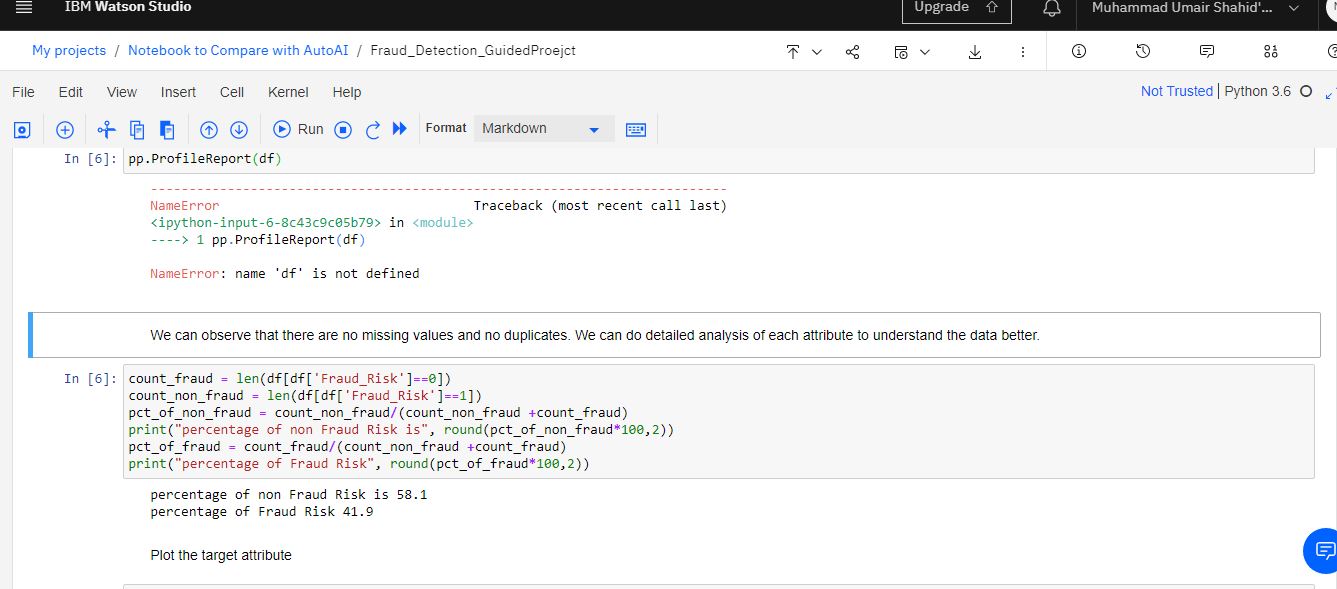 IBM Watson Studio
Upgrade
Muhammad Umair Shahid'...
My projects / Notebook to Compare with AutoAI / Fraud_Detection_GuidedProejct
File Edit View Insert Cell Kernel Help
Not Trusted | Python 3.6
Run
Format
Markdown
In [6]: pp.ProfileReport(df)
---------------------------------------------------------------------------
NameError                                 Traceback (most recent call last)
<ipython-input-6-8c43c9c05b79> in <module>
----> 1 pp.ProfileReport(df)
NameError: name 'df' is not defined
We can observe that there are no missing values and no duplicates. We can do detailed analysis of each attribute to understand the data better.
In [6]: count_fraud = len(df[df['Fraud_Risk']==0])
count_non_fraud = len(df[df['Fraud_Risk']==1])
pct_of_non_fraud = count_non_fraud/(count_non_fraud +count_fraud)
print("percentage of non Fraud Risk is", round(pct_of_non_fraud*100,2))
pct_of_fraud = count_fraud/(count_non_fraud +count_fraud)
print("percentage of Fraud Risk", round(pct_of_fraud*100,2))
percentage of non Fraud Risk is 58.1
percentage of Fraud Risk 41.9
Plot the target attribute